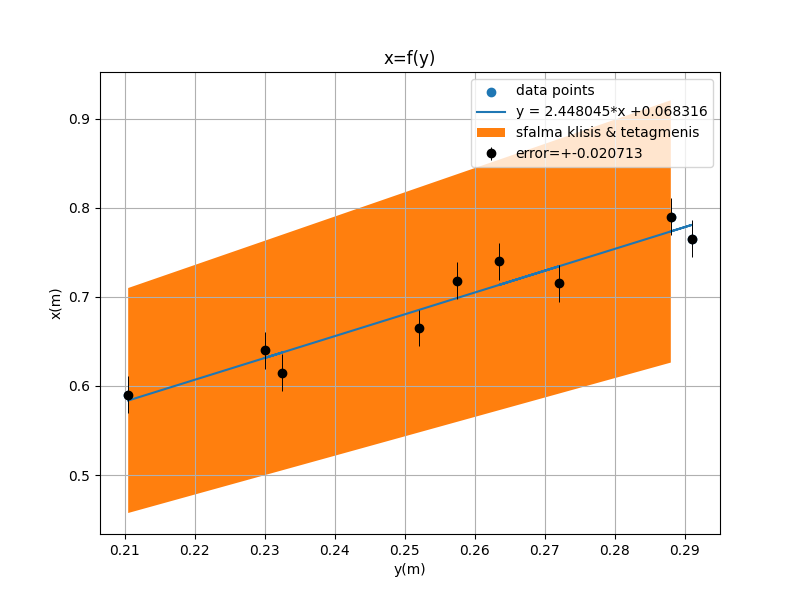 x=f(y)
data points
y = 2.448045*x +0.068316
sfalma klisis & tetagmenis
error=+-0.020713
0.9
0.8
0.7
0.6
0.5
x(m)
0.21 0.22 0.23 0.24 0.25 0.26 0.27 0.28 0.29
y(m)